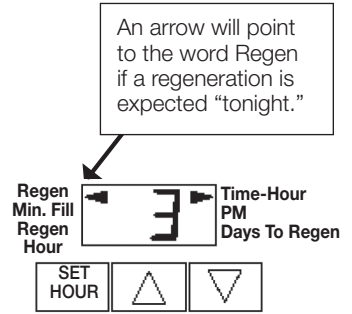 An arrow will point
to the word Regen
if a regeneration is
expected “tonight.”
Regen
Min. Fill
Regen
Hour
3
Time-Hour
PM
Days To Regen
SET
HOUR